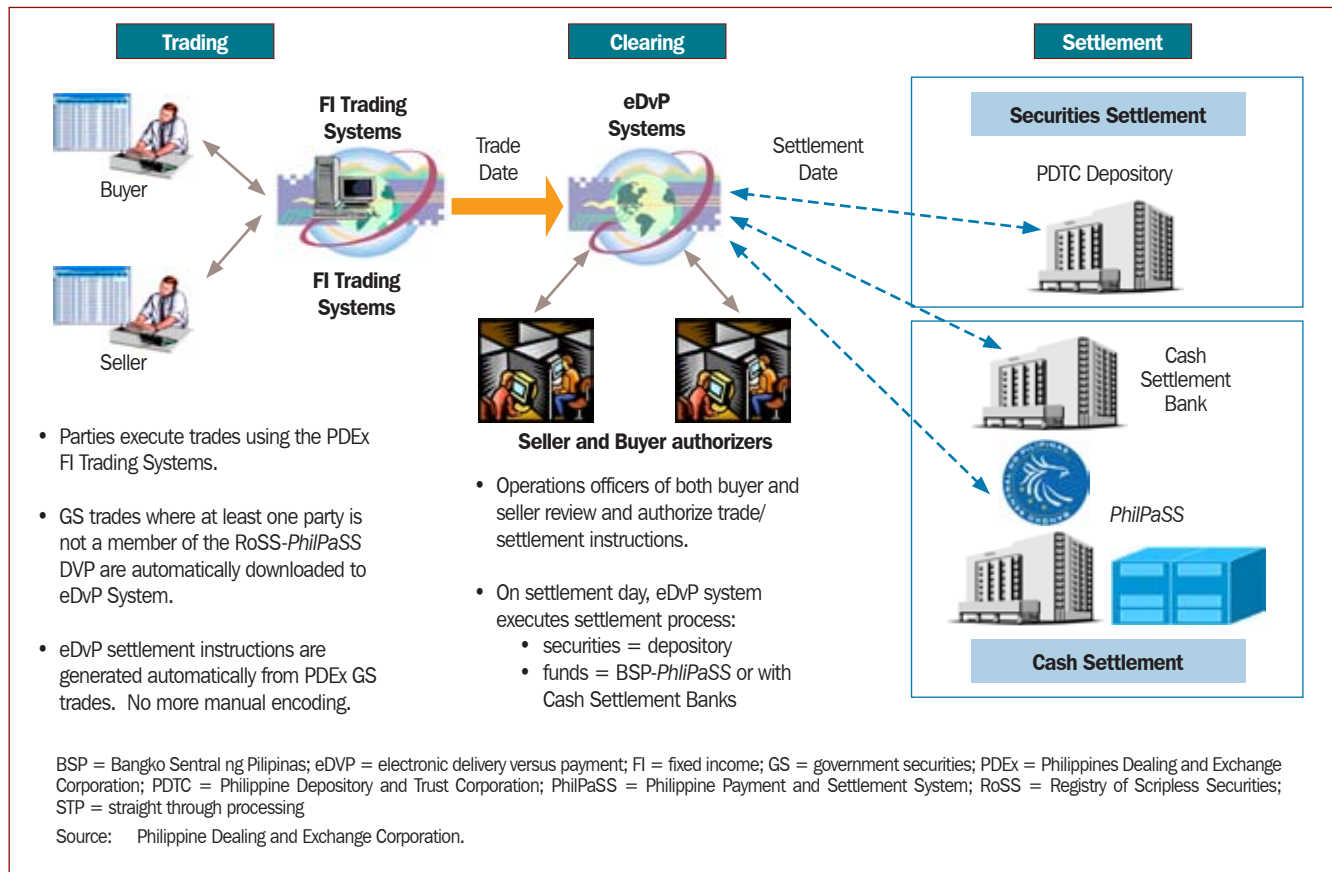 Trading
Clearing
Settlement
Buyer
Seller
FI Trading
Systems
FI Trading
Systems
Trade
Date
eDvP
Systems
Settlement
Date
Seller and Buyer authorizers
Securities Settlement
PDTC Depository
Cash
Settlement
Bank
PhilPaSS
Cash Settlement
• Parties execute trades using the PDEx
FI Trading Systems.
• GS trades where at least one party is
not a member of the RoSS-PhilPaSS
DVP are automatically downloaded to
eDvP System.
• eDvP settlement instructions are
generated automatically from PDEx GS
trades. No more manual encoding.
• Operations officers of both buyer and
seller review and authorize trade/
settlement instructions.
• On settlement day, eDvP system
executes settlement process:
• securities = depository
• funds = BSP-PhliPaSS or with
Cash Settlement Banks
BSP = Bangko Sentral ng Pilipinas; eDVP = electronic delivery versus payment; FI = fixed income; GS = government securities; PDEx = Philippines Dealing and Exchange
Corporation; PDTC = Philippine Depository and Trust Corporation; PhilPaSS = Philippine Payment and Settlement System; RoSS = Registry of Scripless Securities;
STP = straight through processing
Source: Philippine Dealing and Exchange Corporation.